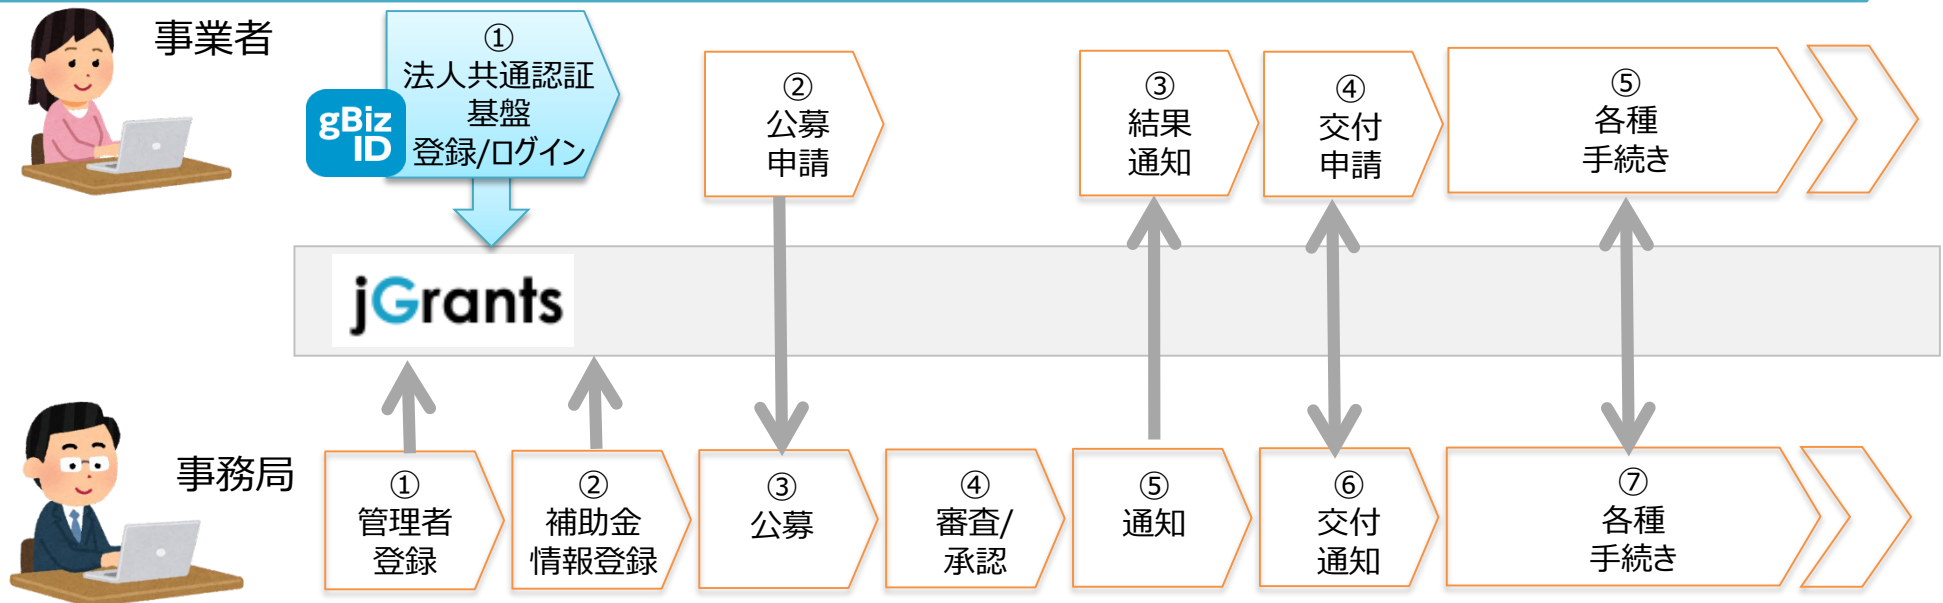 事業者
①
法人共通認証
基盤
登録/ログイン
gBiz
ID
②
公募
申請
③
結果
通知
④
交付
申請
⑤
各種
手続き
jGrants
事務局
①
管理者
登録
②
補助金
情報登録
③
公募
④
審査/
承認
⑤
通知
⑥
交付
通知
⑦
各種
手続き